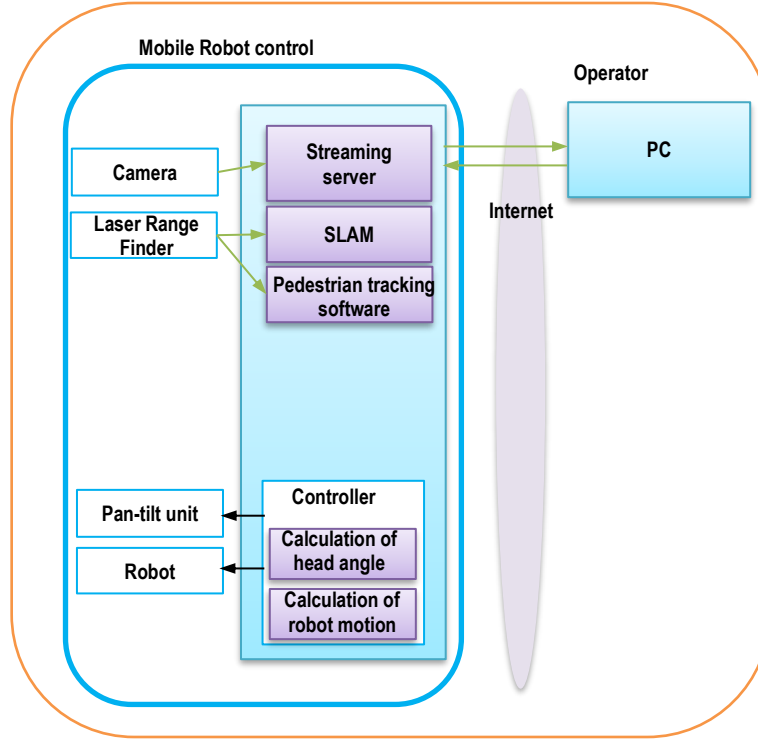 Mobile Robot control
Operator
Streaming
server
PC
Camera
Internet
Laser Range
Finder
SLAM
Pedestrian tracking
software
Controller
Pan-tilt unit
Calculation of
head angle
Robot
Calculation of
robot motion